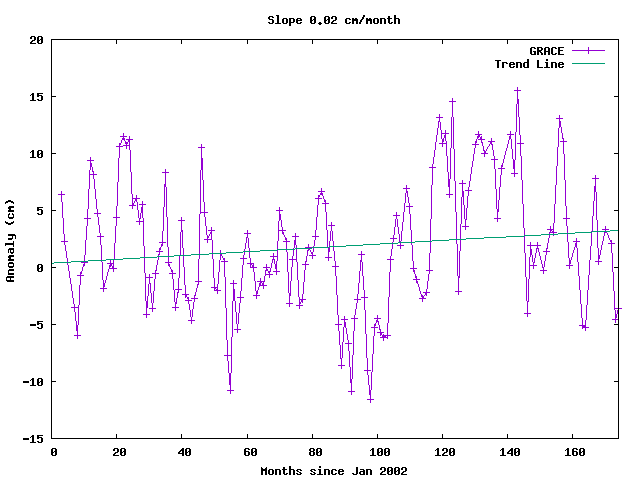 Slope 0.02 cm/month
GRACE
Trend Line
20
15
10
5
0
-5
-10
-15
Anomaly (cm)
0 20 40 60 80 100 120 140 160
Months since Jan 2002